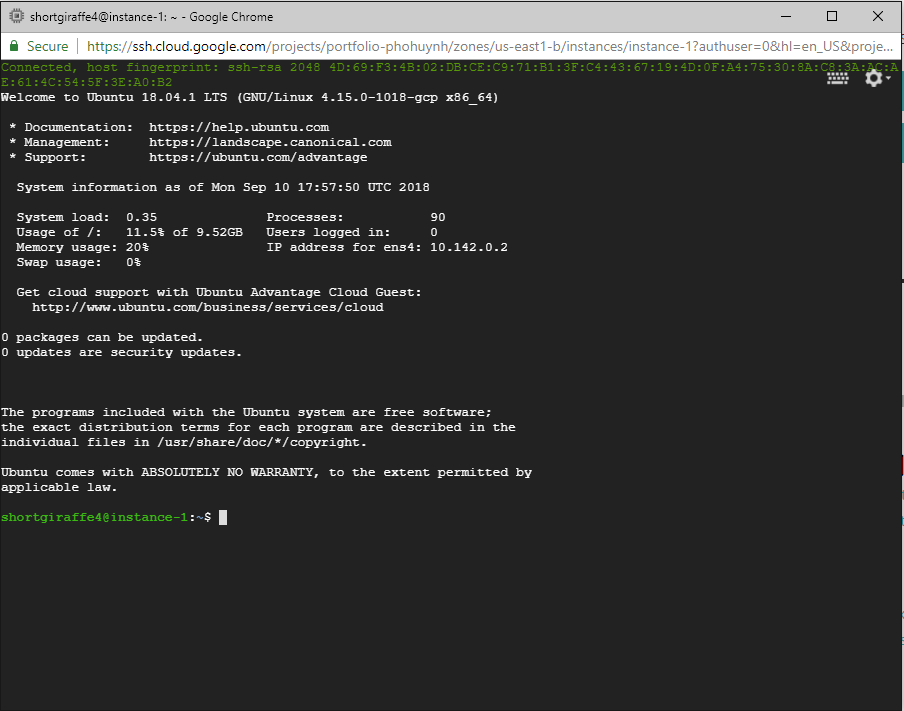 shortgiraffe4@instance-1: ~ - Google Chrome
Secure | https://ssh.cloud.google.com/projects/portfolio-phohuynh/zones/us-east1-b/instances/instance-1?authuser=0&hl=en_US&proje...
Connected, host fingerprint: ssh-rsa 2048 4D:69:F3:4B:02:DB:CE:C9:71:B1:3F:C4:43:67:19:4D:0F:A4:75:30:8A:C8:3A:AC:A
E:61:4C:54:5F:3E:A0:B2
Welcome to Ubuntu 18.04.1 LTS (GNU/Linux 4.15.0-1018-gcp x86_64)
* Documentation: https://help.ubuntu.com
* Management: https://landscape.canonical.com
* Support: https://ubuntu.com/advantage
System information as of Mon Sep 10 17:57:50 UTC 2018
System load: 0.35 Processes: 90
Usage of /: 11.5% of 9.52GB Users logged in: 0
Memory usage: 20% IP address for ens4: 10.142.0.2
Swap usage: 0%
Get cloud support with Ubuntu Advantage Cloud Guest:
http://www.ubuntu.com/business/services/cloud
0 packages can be updated.
0 updates are security updates.
The programs included with the Ubuntu system are free software;
the exact distribution terms for each program are described in the
individual files in /usr/share/doc/*/copyright.
Ubuntu comes with ABSOLUTELY NO WARRANTY, to the extent permitted by
applicable law.
shortgiraffe4@instance-1:~$